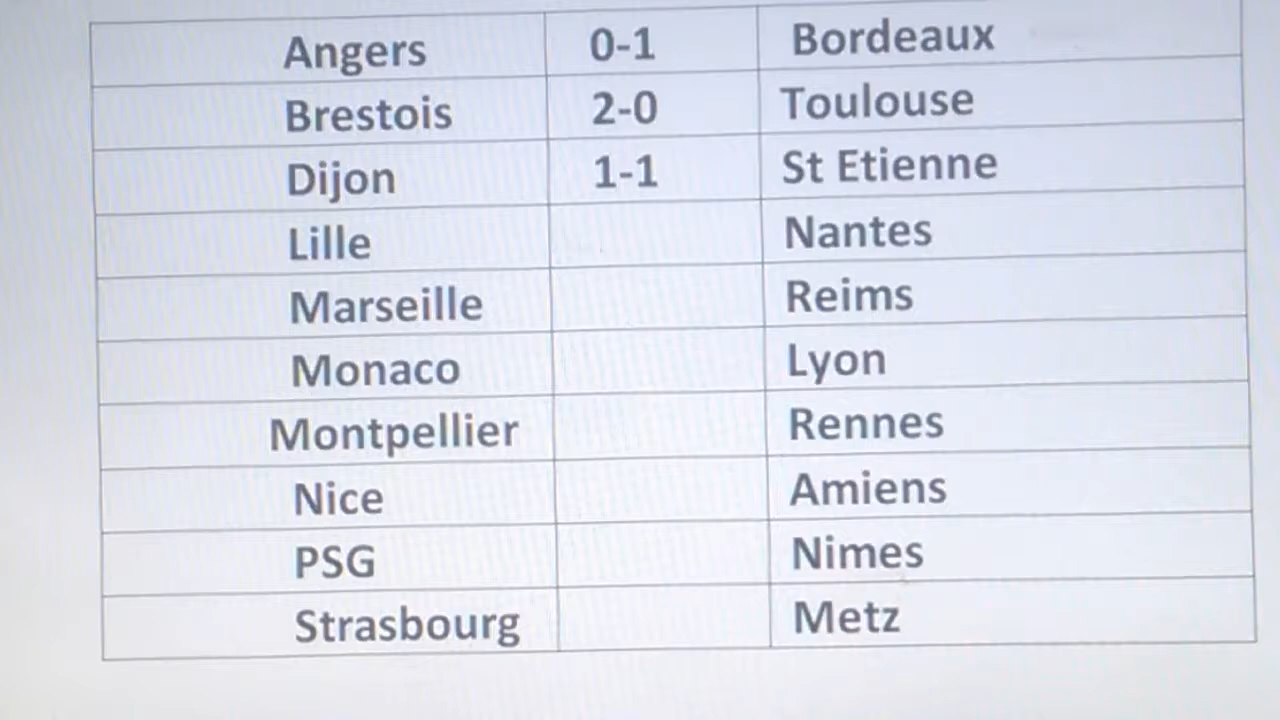 Angers 0-1 Bordeaux
Brestois 2-0 Toulouse
Dijon 1-1 St Etienne
Lille Nantes
Marseille Reims
Monaco Lyon
Montpellier Rennes
Nice Amiens
PSG Nimes
Strasbourg Metz